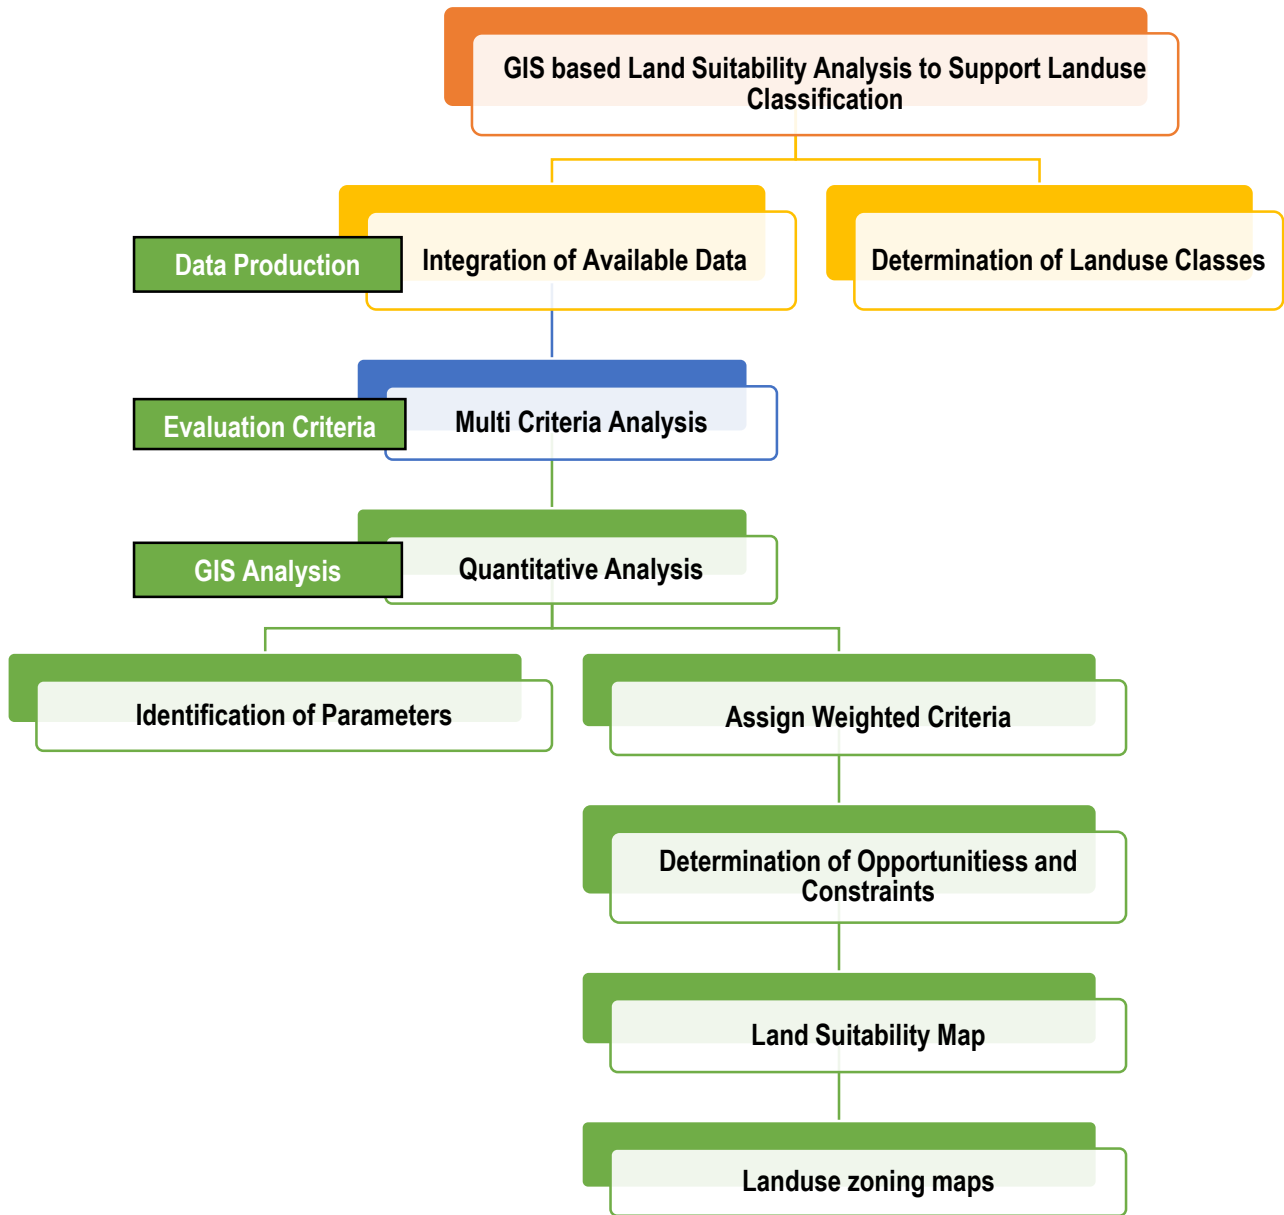 GIS based Land Suitability Analysis to Support Landuse
Classification
Data Production
Integration of Available Data
Determination of Landuse Classes
Evaluation Criteria
Multi Criteria Analysis
GIS Analysis
Quantitative Analysis
Identification of Parameters
Assign Weighted Criteria
Determination of Opportunitiess and
Constraints
Land Suitability Map
Landuse zoning maps